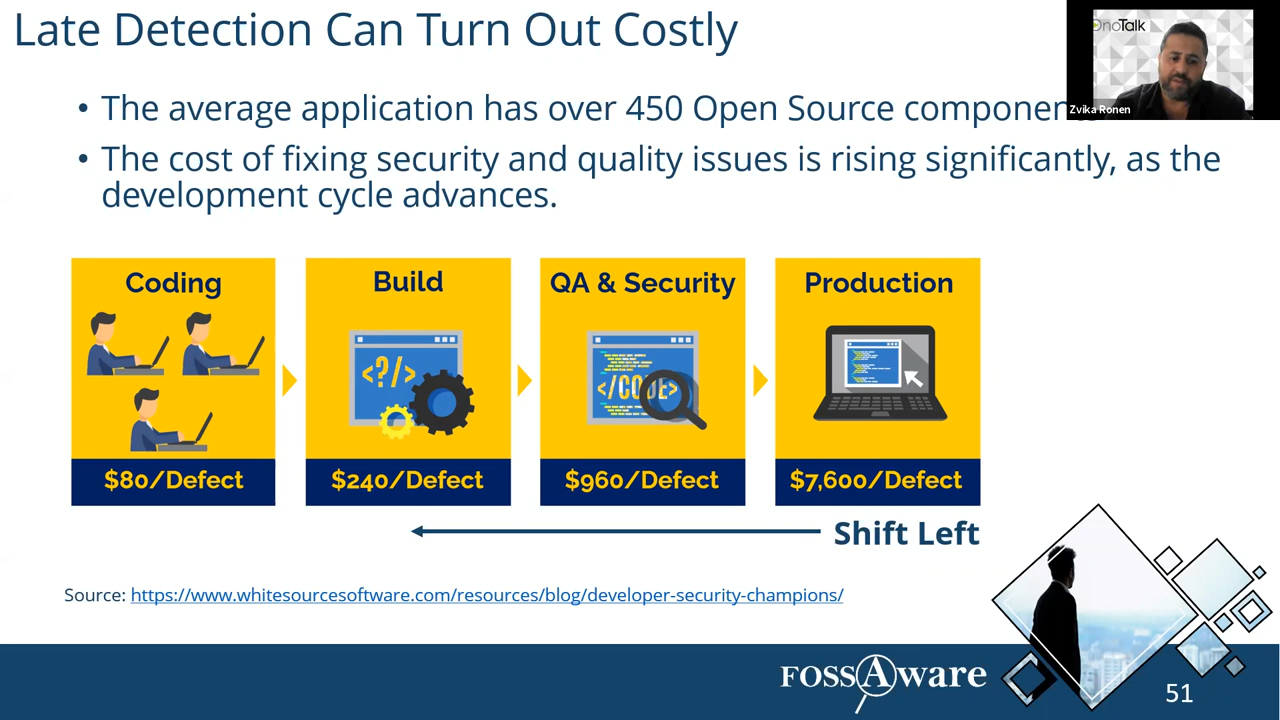 Late Detection Can Turn Out Costly
OnoTalk
Zvika Ronen
• The average application has over 450 Open Source component
• The cost of fixing security and quality issues is rising significantly, as the
development cycle advances.
Coding
Build
QA & Security
Production
<?/>
</CODE>
$80/Defect
$240/Defect
$960/Defect
$7,600/Defect
Shift Left
Source: https://www.whitesourcesoftware.com/resources/blog/developer-security-champions/
FOSSAware
51